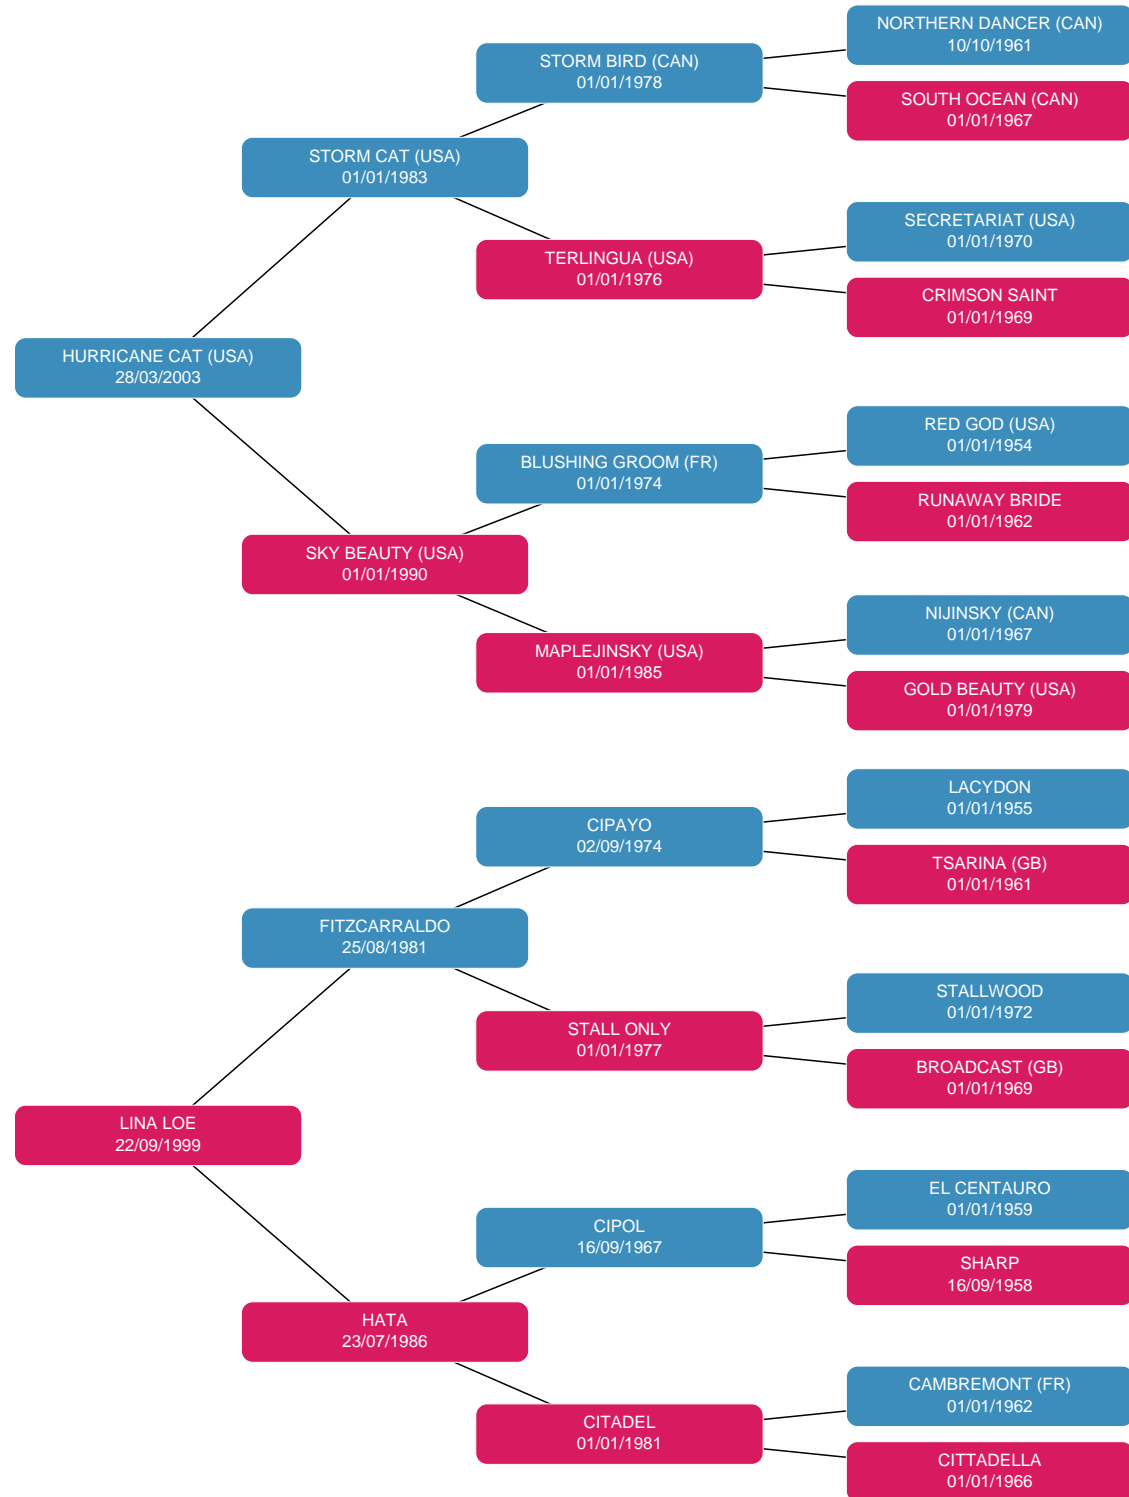 NORTHERN DANCER (CAN)
10/10/1961
STORM BIRD (CAN)
01/01/1978
SOUTH OCEAN (CAN)
01/01/1967
STORM CAT (USA)
01/01/1983
SECRETARIAT (USA)
01/01/1970
TERLINGUA (USA)
01/01/1976
CRIMSON SAINT
01/01/1969
HURRICANE CAT (USA)
28/03/2003
RED GOD (USA)
01/01/1954
BLUSHING GROOM (FR)
01/01/1974
RUNAWAY BRIDE
01/01/1962
SKY BEAUTY (USA)
01/01/1990
NIJINSKY (CAN)
01/01/1967
MAPLEJINSKY (USA)
01/01/1985
GOLD BEAUTY (USA)
01/01/1979
LACYDON
01/01/1955
CIPAYO
02/09/1974
TSARINA (GB)
01/01/1961
FITZCARRALDO
25/08/1981
STALLWOOD
01/01/1972
STALL ONLY
01/01/1977
BROADCAST (GB)
01/01/1969
LINA LOE
22/09/1999
EL CENTAURO
01/01/1959
CIPOL
16/09/1967
SHARP
16/09/1958
HATA
23/07/1986
CAMBREMONT (FR)
01/01/1962
CITADEL
01/01/1981
CITTADELLA
01/01/1966